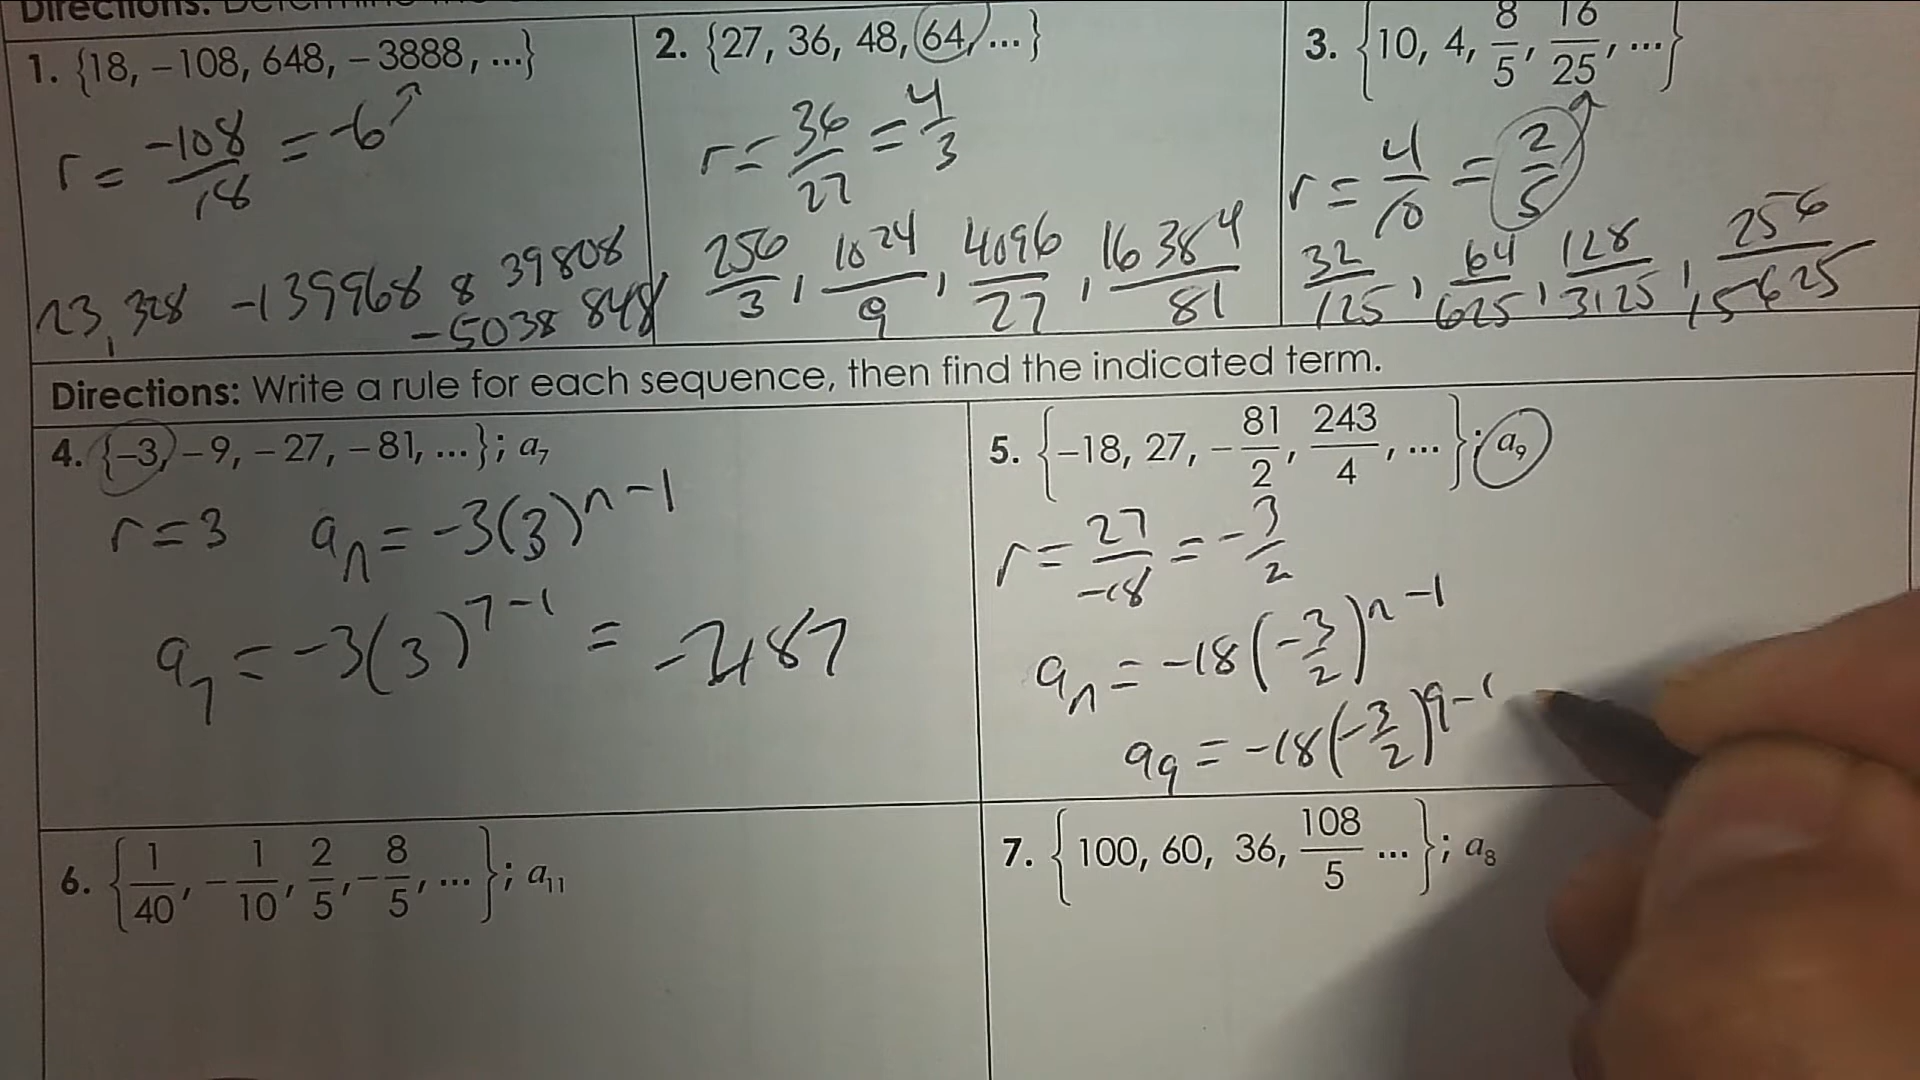 Directions:
1. {18, −108, 648, −3888, ...}
r = -108/18 = -6
23,328 -139968 839808
-5038848
2. {27, 36, 48, 64, ...}
r = 36/27 = 4/3
256/3, 1024/9, 4096/27, 16384/81
3. {10, 4, 8/5, 16/25, ...}
r = 4/10 = 2/5
32/125, 64/625, 128/3125, 256/15625
Directions: Write a rule for each sequence, then find the indicated term.
4. {−3, −9, −27, −81, ...}; a₇
r = 3 aₙ = -3(3)ⁿ⁻¹
a₇ = -3(3)⁷⁻¹ = -2187
5. {−18, 27, −81/2, 243/4, ...}; a₉
r = 27/-18 = -3/2
aₙ = -18(-3/2)ⁿ⁻¹
a₉ = -18(-3/2)⁹⁻¹
6. {1/40, −1/10, 2/5, −8/5, ...}; a₁₁
7. {100, 60, 36, 108/5 ...}; a₈